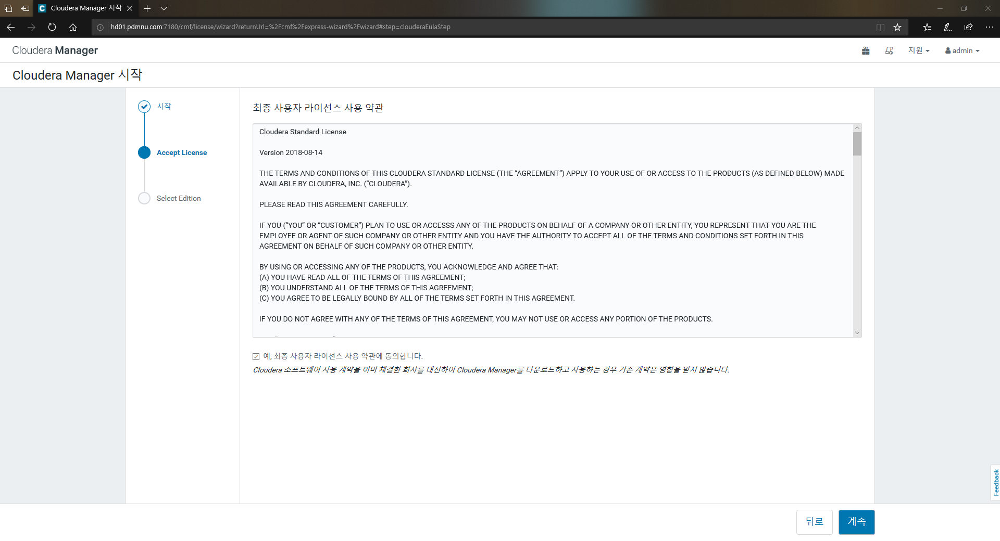 Cloudera Manager 시작
hd01.pdmnu.com:7180/cmf/license/wizard?returnUrl=%2Fcmf%2Fexpress-wizard%2Fwizard#step=clouderaEulaStep
Cloudera Manager
지원
admin
Cloudera Manager 시작
시작
Accept License
Select Edition
최종 사용자 라이선스 사용 약관
Cloudera Standard License
Version 2018-08-14
THE TERMS AND CONDITIONS OF THIS CLOUDERA STANDARD LICENSE (THE “AGREEMENT”) APPLY TO YOUR USE OF OR ACCESS TO THE PRODUCTS (AS DEFINED BELOW) MADE
AVAILABLE BY CLOUDERA, INC. (“CLOUDERA”).
PLEASE READ THIS AGREEMENT CAREFULLY.
IF YOU (“YOU” OR “CUSTOMER”) PLAN TO USE OR ACCESSS ANY OF THE PRODUCTS ON BEHALF OF A COMPANY OR OTHER ENTITY, YOU REPRESENT THAT YOU ARE THE
EMPLOYEE OR AGENT OF SUCH COMPANY OR OTHER ENTITY AND YOU HAVE THE AUTHORITY TO ACCEPT ALL OF THE TERMS AND CONDITIONS SET FORTH IN THIS
AGREEMENT ON BEHALF OF SUCH COMPANY OR OTHER ENTITY.
BY USING OR ACCESSING ANY OF THE PRODUCTS, YOU ACKNOWLEDGE AND AGREE THAT:
(A) YOU HAVE READ ALL OF THE TERMS OF THIS AGREEMENT;
(B) YOU UNDERSTAND ALL OF THE TERMS OF THIS AGREEMENT;
(C) YOU AGREE TO BE LEGALLY BOUND BY ALL OF THE TERMS SET FORTH IN THIS AGREEMENT.
IF YOU DO NOT AGREE WITH ANY OF THE TERMS OF THIS AGREEMENT, YOU MAY NOT USE OR ACCESS ANY PORTION OF THE PRODUCTS.
예, 최종 사용자 라이선스 사용 약관에 동의합니다.
Cloudera 소프트웨어 사용 계약을 이미 체결한 회사를 대신하여 Cloudera Manager를 다운로드하고 사용하는 경우 기존 계약은 영향을 받지 않습니다.
Feedback
뒤로
계속